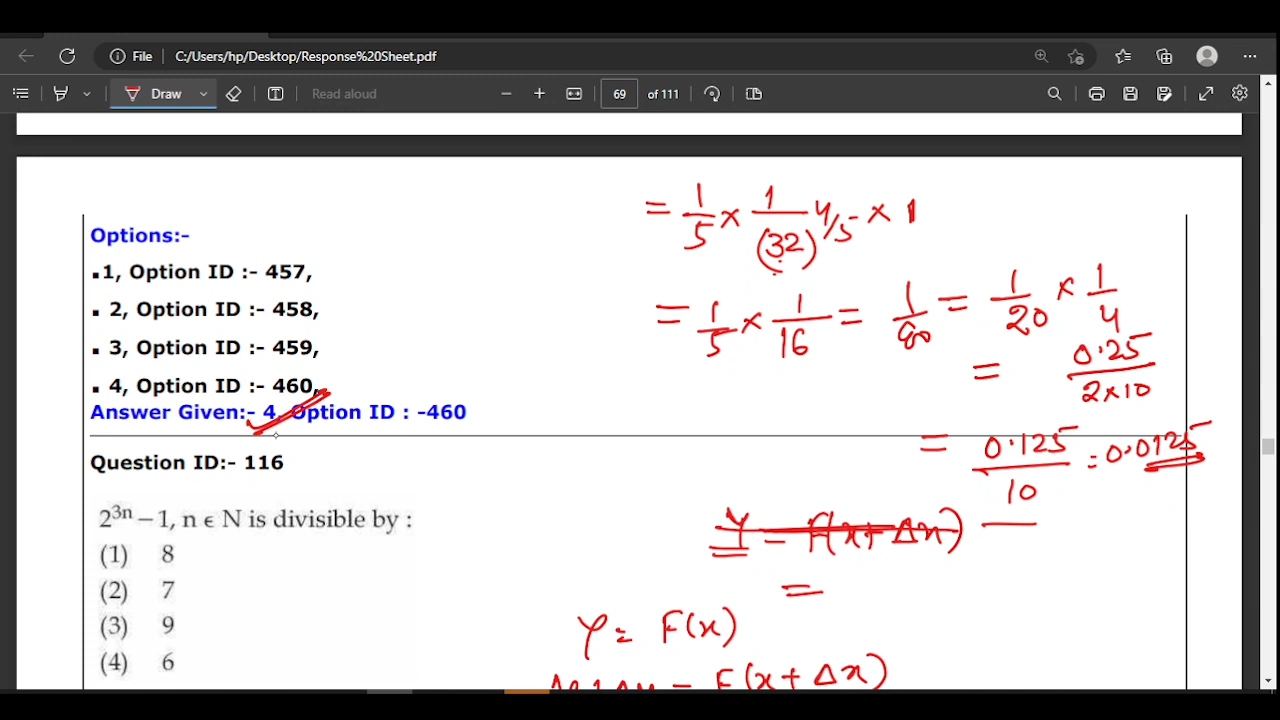 File C:/Users/hp/Desktop/Response%20Sheet.pdf
Draw Read aloud 69 of 111
Options:-
1, Option ID :- 457,
2, Option ID :- 458,
3, Option ID :- 459,
4, Option ID :- 460,
Answer Given:- 4, Option ID : -460
Question ID:- 116
2^{3n} – 1, n ϵ N is divisible by :
(1) 8
(2) 7
(3) 9
(4) 6
= 1/5 × 1/(32)^{4/5} × 1
= 1/5 × 1/16 = 1/80 = 1/20 × 1/4
= 0.25/2×10
= 0.125/10 = 0.0125
Y = F(x+Δx)
=
Y = F(x)
= F(x+Δx)